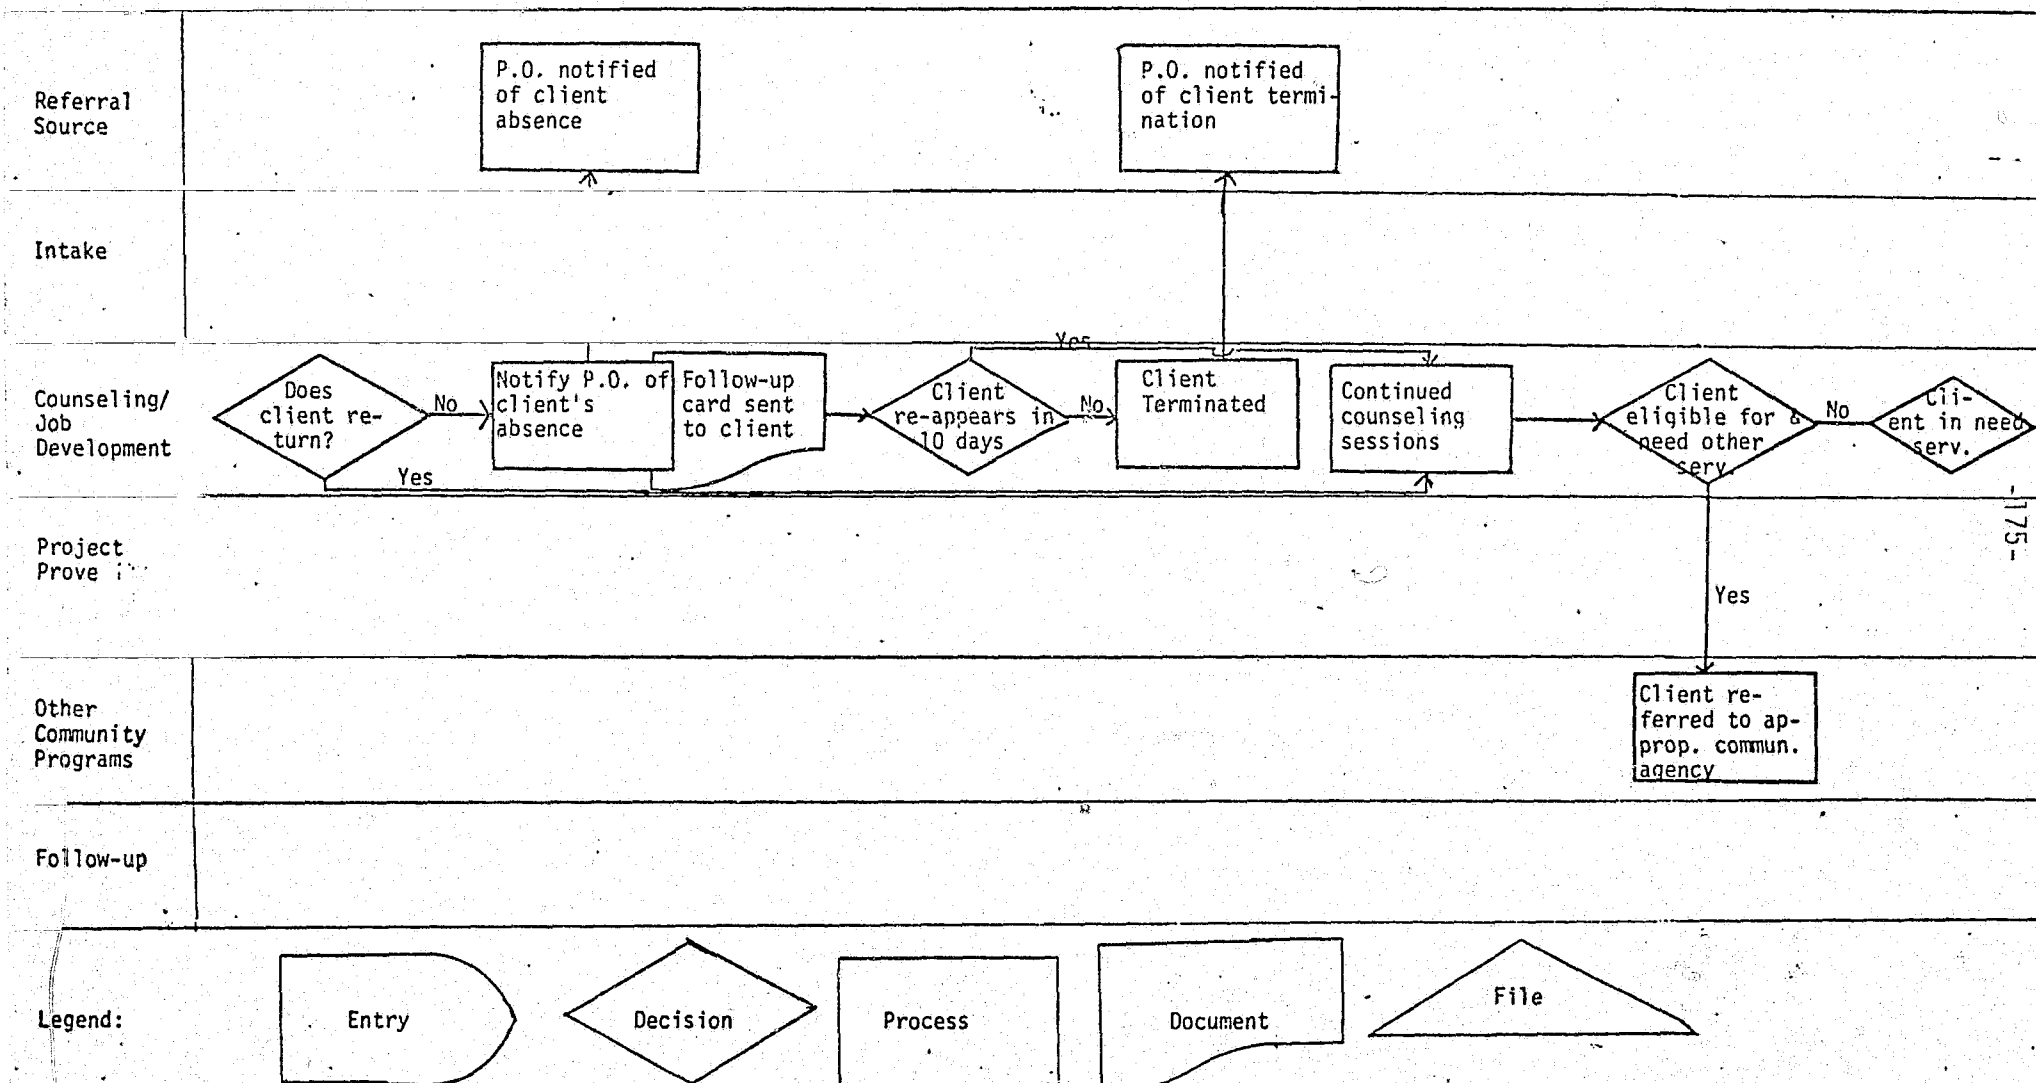 P.O. notified
of client
absence
P.O. notified
of client termi-
nation
Referral
Source
Intake
Yes
Counseling/
Job
Development
Does
client re-
turn?
No
Notify P.O. of
client's
absence
Follow-up
card sent
to client
Client
re-appears in
10 days
No
Client
Terminated
Continued
counseling
sessions
Client
eligible for &
need other
serv.
No
Cli-
ent in need
serv.
Yes
-175-
Project
Prove
Yes
Other
Community
Programs
Client re-
ferred to ap-
prop. commun.
agency
Follow-up
Legend:
Entry
Decision
Process
Document
File